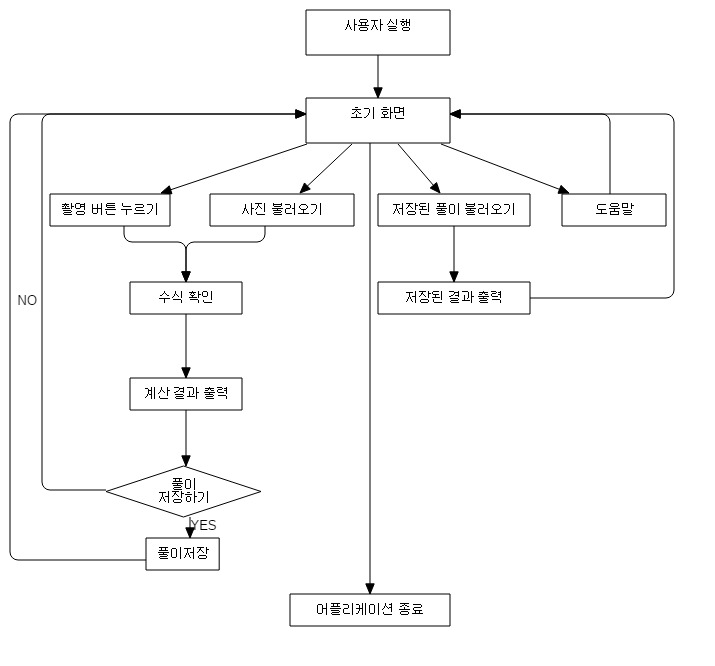 사용자 실행
초기 화면
촬영 버튼 누르기
사진 불러오기
저장된 풀이 불러오기
도움말
수식 확인
저장된 결과 출력
NO
계산 결과 출력
풀이
저장하기
YES
풀이저장
어플리케이션 종료